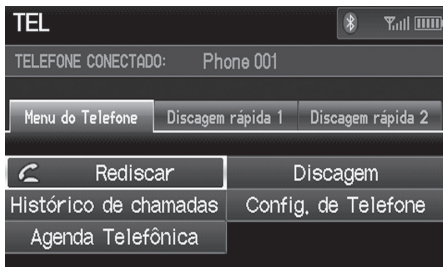 TEL
TELEFONE CONECTADO: Phone 001
Menu do Telefone Discagem rápida 1 Discagem rápida 2
Rediscar Discagem
Histórico de chamadas Config. de Telefone
Agenda Telefônica